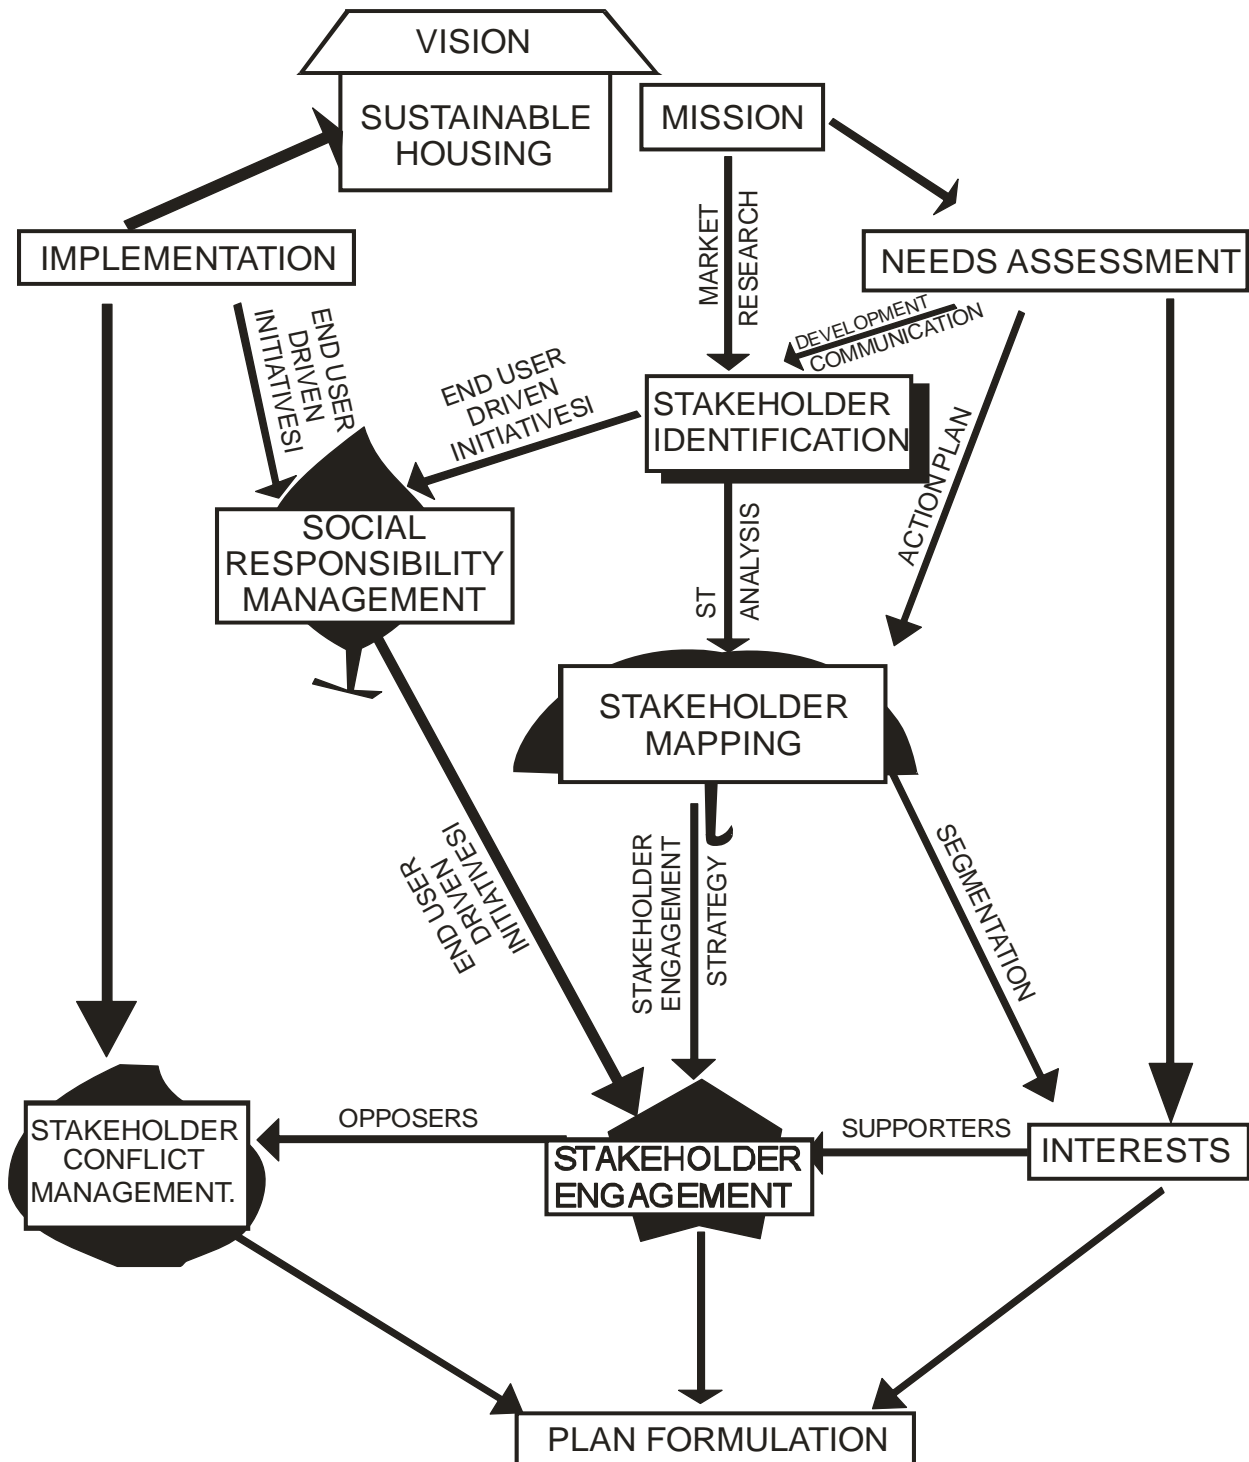 VISION
SUSTAINABLE
HOUSING
MISSION
IMPLEMENTATION
NEEDS ASSESSMENT
MARKET
RESEARCH
DEVELOPMENT
COMMUNICATION
END USER
DRIVEN
INITIATIVESI
END USER
DRIVEN
INITIATIVESI
STAKEHOLDER
IDENTIFICATION
ACTION PLAN
SOCIAL
RESPONSIBILITY
MANAGEMENT
ST
ANALYSIS
STAKEHOLDER
MAPPING
END USER
DRIVEN
INITIATIVESI
STAKEHOLDER
ENGAGEMENT
STRATEGY
SEGMENTATION
STAKEHOLDER
CONFLICT
MANAGEMENT.
OPPOSERS
STAKEHOLDER
ENGAGEMENT
SUPPORTERS
INTERESTS
PLAN FORMULATION